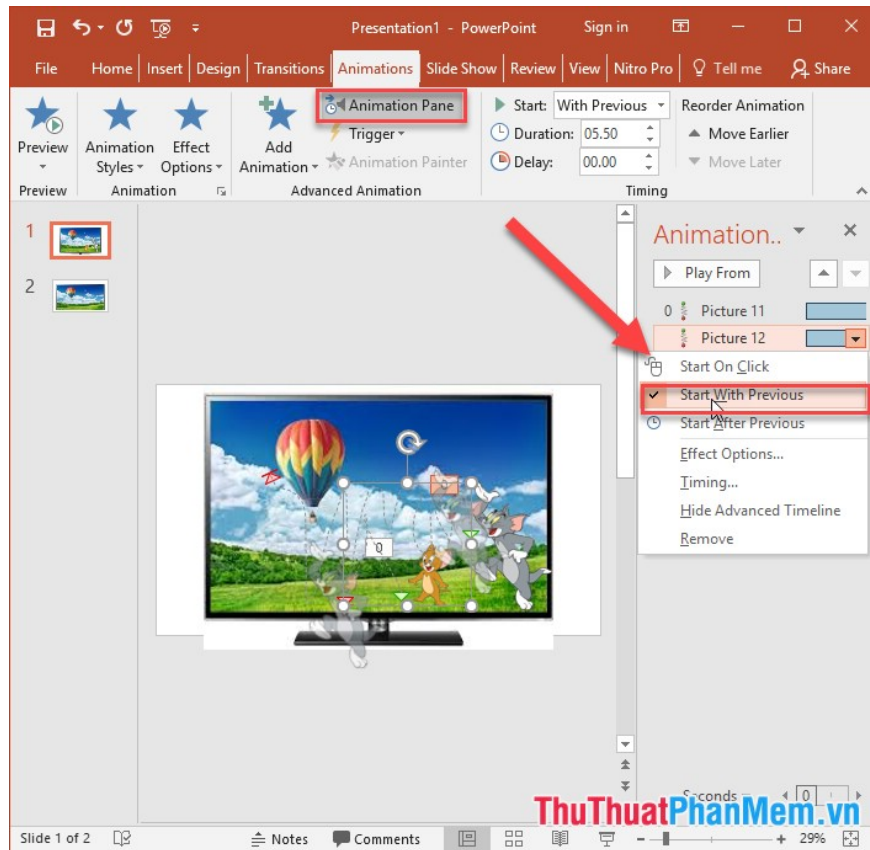 Presentation1 - PowerPoint
Sign in
File Home Insert Design Transitions Animations Slide Show Review View Nitro Pro Tell me Share
Preview
Animation Styles
Effect Options
Add Animation
Animation Pane
Trigger
Animation Painter
Start: With Previous
Duration: 05.50
Delay: 00.00
Reorder Animation
Move Earlier
Move Later
Preview Animation Advanced Animation Timing
1
2
Animation..
Play From
0 Picture 11
Picture 12
Start On Click
Start With Previous
Start After Previous
Effect Options...
Timing...
Hide Advanced Timeline
Remove
0
Seconds 0
ThuThuatPhanMem.vn
Slide 1 of 2 Notes Comments 29%